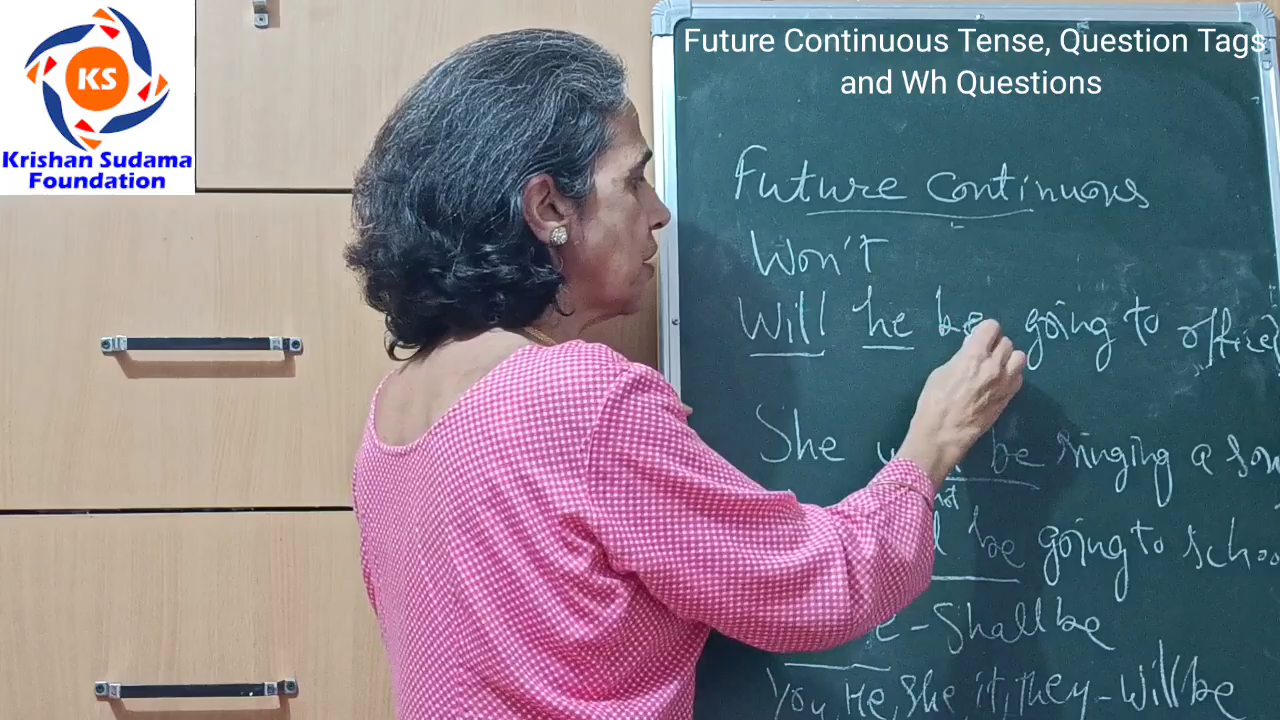 KS
Krishan Sudama
Foundation
Future Continuous Tense, Question Tags
and Wh Questions
Future Continuous
Won't
Will he be going to office?
She be singing a
not
be going to
- Shall be
You, He, She, it, they - will be